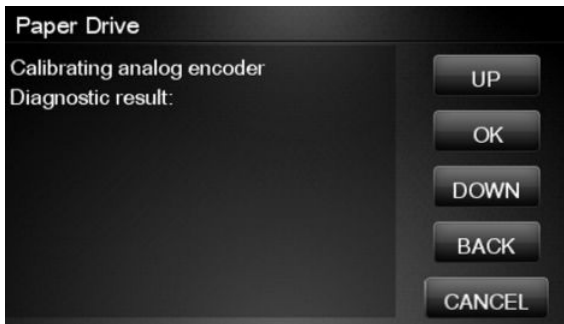 Paper Drive
Calibrating analog encoder
Diagnostic result:
UP
OK
DOWN
BACK
CANCEL